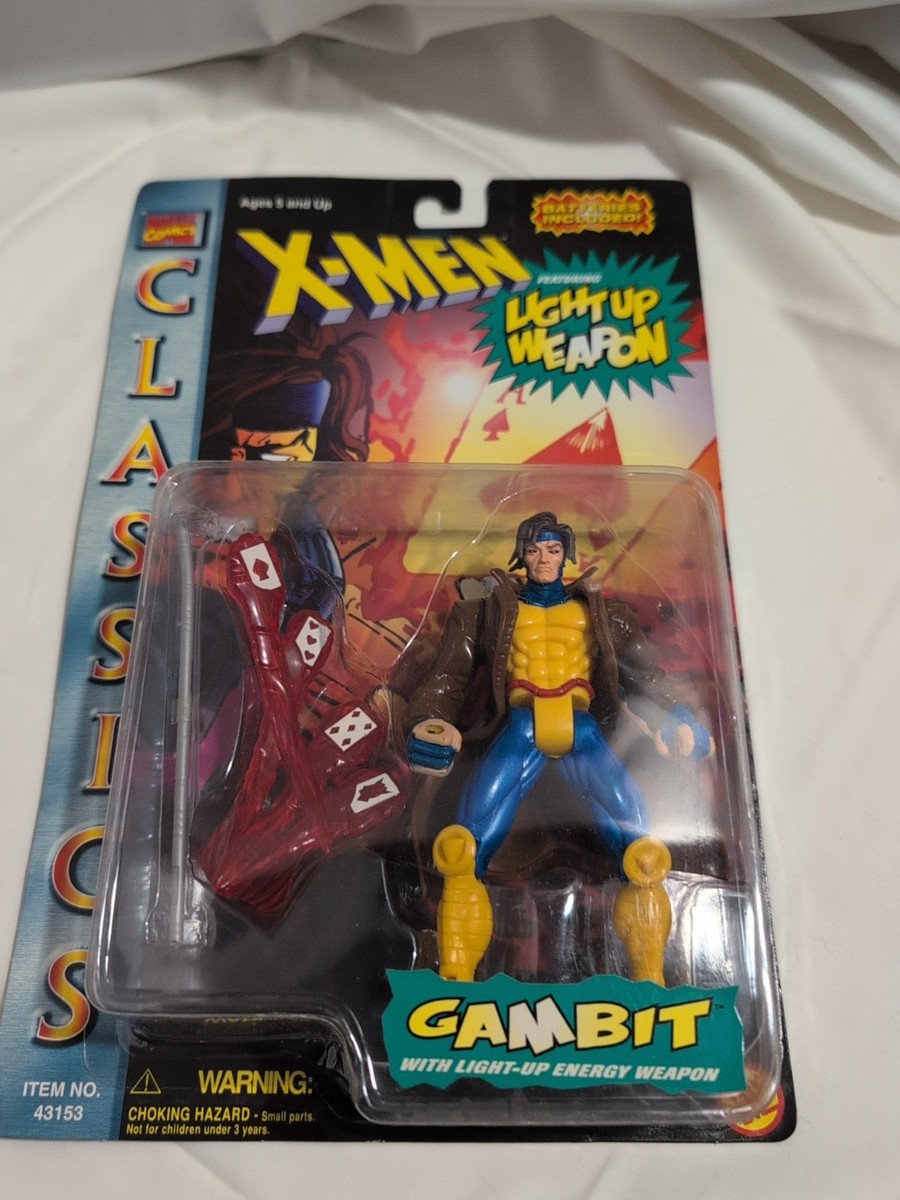 MARVEL
COMICS
CLASSICS
Ages 5 and Up
BATTERIES
INCLUDED!
X-MEN
FEATURING
LIGHT UP
WEAPON
GAMBIT™
WITH LIGHT-UP ENERGY WEAPON
ITEM NO.
43153
WARNING:
CHOKING HAZARD - Small parts.
Not for children under 3 years.